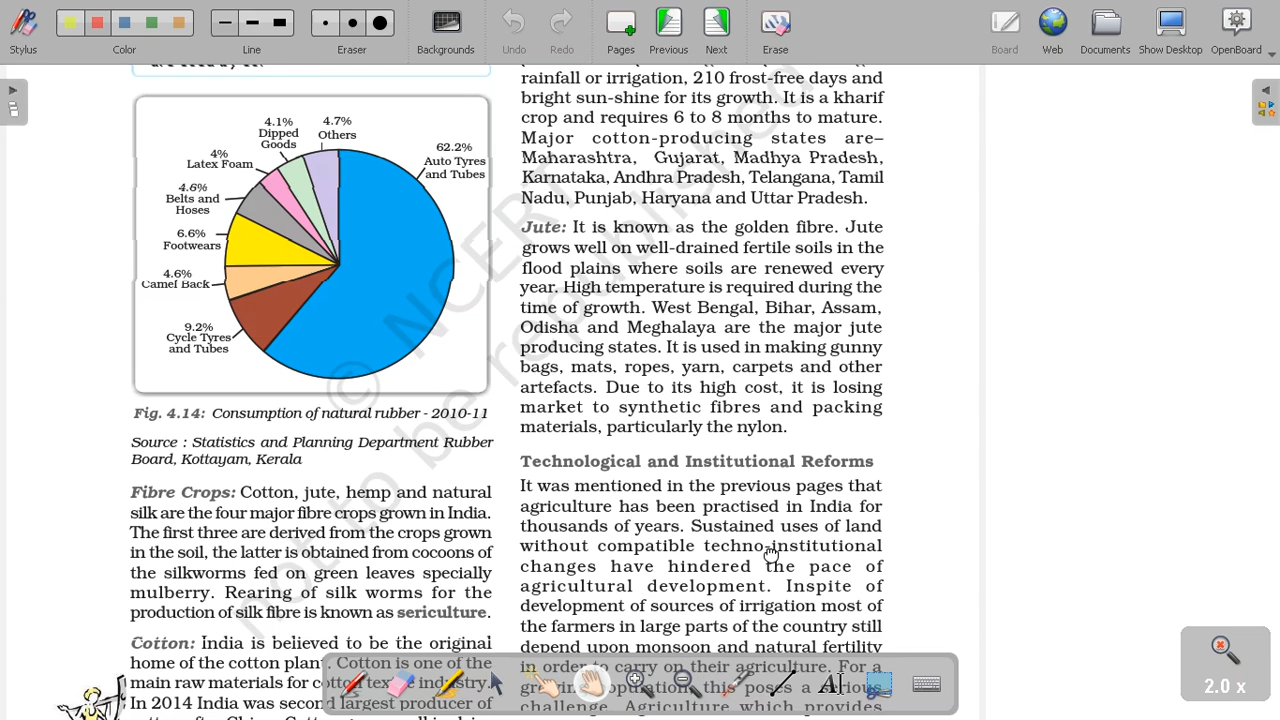 Stylus
Color
Line
Eraser
Backgrounds
Undo
Redo
Pages
Previous
Next
Erase
Board
Web
Documents
Show Desktop
OpenBoard
4.7%
Others
4.1%
Dipped
Goods
4%
Latex Foam
4.6%
Belts and
Hoses
6.6%
Footwears
4.6%
Camel Back
9.2%
Cycle Tyres
and Tubes
62.2%
Auto Tyres
and Tubes
Fig. 4.14: Consumption of natural rubber - 2010-11
Source : Statistics and Planning Department Rubber
Board, Kottayam, Kerala
Fibre Crops: Cotton, jute, hemp and natural
silk are the four major fibre crops grown in India.
The first three are derived from the crops grown
in the soil, the latter is obtained from cocoons of
the silkworms fed on green leaves specially
mulberry. Rearing of silk worms for the
production of silk fibre is known as sericulture.
Cotton: India is believed to be the original
home of the cotton plant. Cotton is one of the
main raw materials for cotton textile industry.
In 2014 India was second largest producer of
rainfall or irrigation, 210 frost-free days and
bright sun-shine for its growth. It is a kharif
crop and requires 6 to 8 months to mature.
Major cotton-producing states are–
Maharashtra, Gujarat, Madhya Pradesh,
Karnataka, Andhra Pradesh, Telangana, Tamil
Nadu, Punjab, Haryana and Uttar Pradesh.
Jute: It is known as the golden fibre. Jute
grows well on well-drained fertile soils in the
flood plains where soils are renewed every
year. High temperature is required during the
time of growth. West Bengal, Bihar, Assam,
Odisha and Meghalaya are the major jute
producing states. It is used in making gunny
bags, mats, ropes, yarn, carpets and other
artefacts. Due to its high cost, it is losing
market to synthetic fibres and packing
materials, particularly the nylon.
Technological and Institutional Reforms
It was mentioned in the previous pages that
agriculture has been practised in India for
thousands of years. Sustained uses of land
without compatible techno-institutional
changes have hindered the pace of
agricultural development. Inspite of
development of sources of irrigation most of
the farmers in large parts of the country still
depend upon monsoon and natural fertility
in order to carry on their agriculture. For a
growing population, this poses a serious
challenge. Agriculture which provides
© NCERT
not to be republished
2.0 x